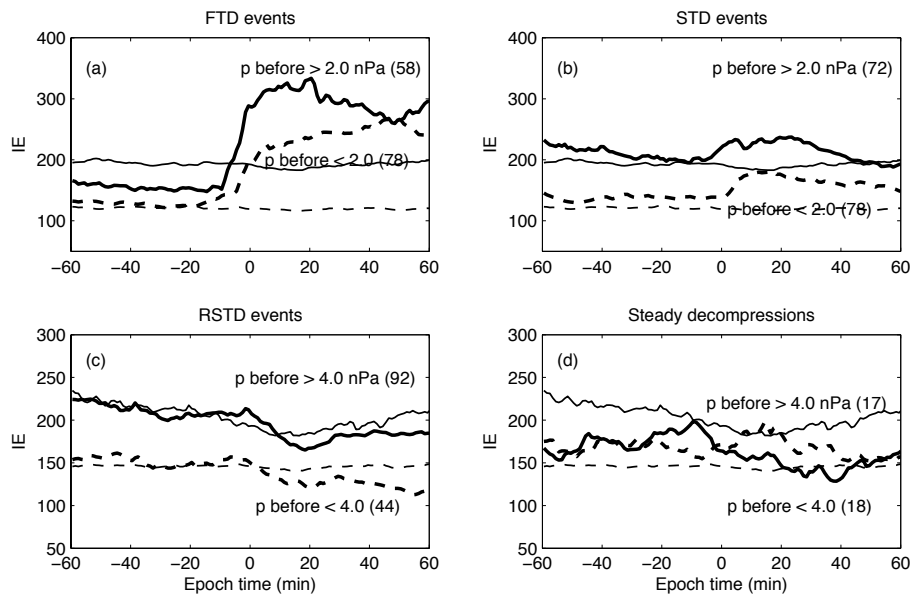 FTD events
STD events
400
300
200
100
IE
(a)
p before > 2.0 nPa (58)
p before < 2.0 (78)
−60 −40 −20 0 20 40 60
400
300
200
100
IE
(b)
p before > 2.0 nPa (72)
p before < 2.0 (78)
−60 −40 −20 0 20 40 60
RSTD events
Steady decompressions
300
250
200
150
100
50
IE
(c)
p before > 4.0 nPa (92)
p before < 4.0 (44)
−60 −40 −20 0 20 40 60
Epoch time (min)
300
250
200
150
100
50
IE
(d)
p before > 4.0 nPa (17)
p before < 4.0 (18)
−60 −40 −20 0 20 40 60
Epoch time (min)